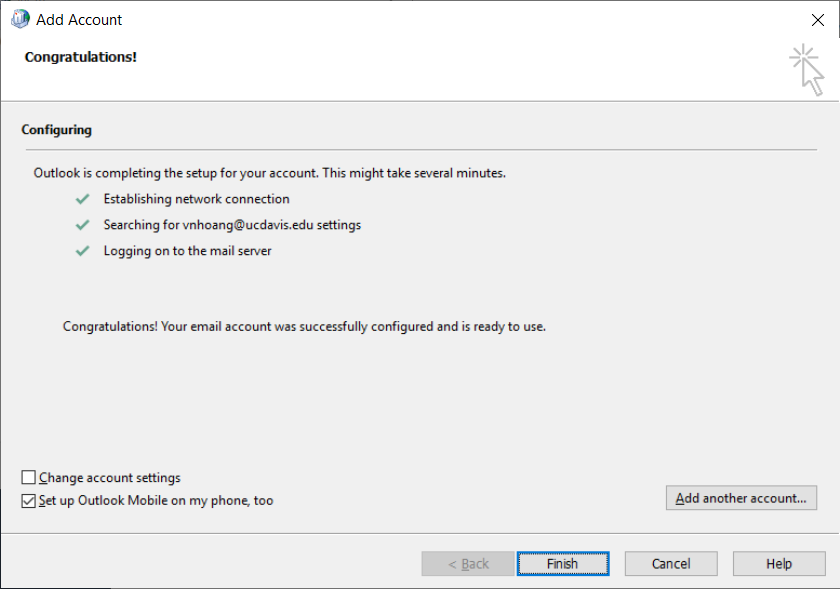 Add Account
Congratulations!
Configuring
Outlook is completing the setup for your account. This might take several minutes.
Establishing network connection
Searching for vnhoang@ucdavis.edu settings
Logging on to the mail server
Congratulations! Your email account was successfully configured and is ready to use.
Change account settings
Set up Outlook Mobile on my phone, too
Add another account...
< Back
Finish
Cancel
Help